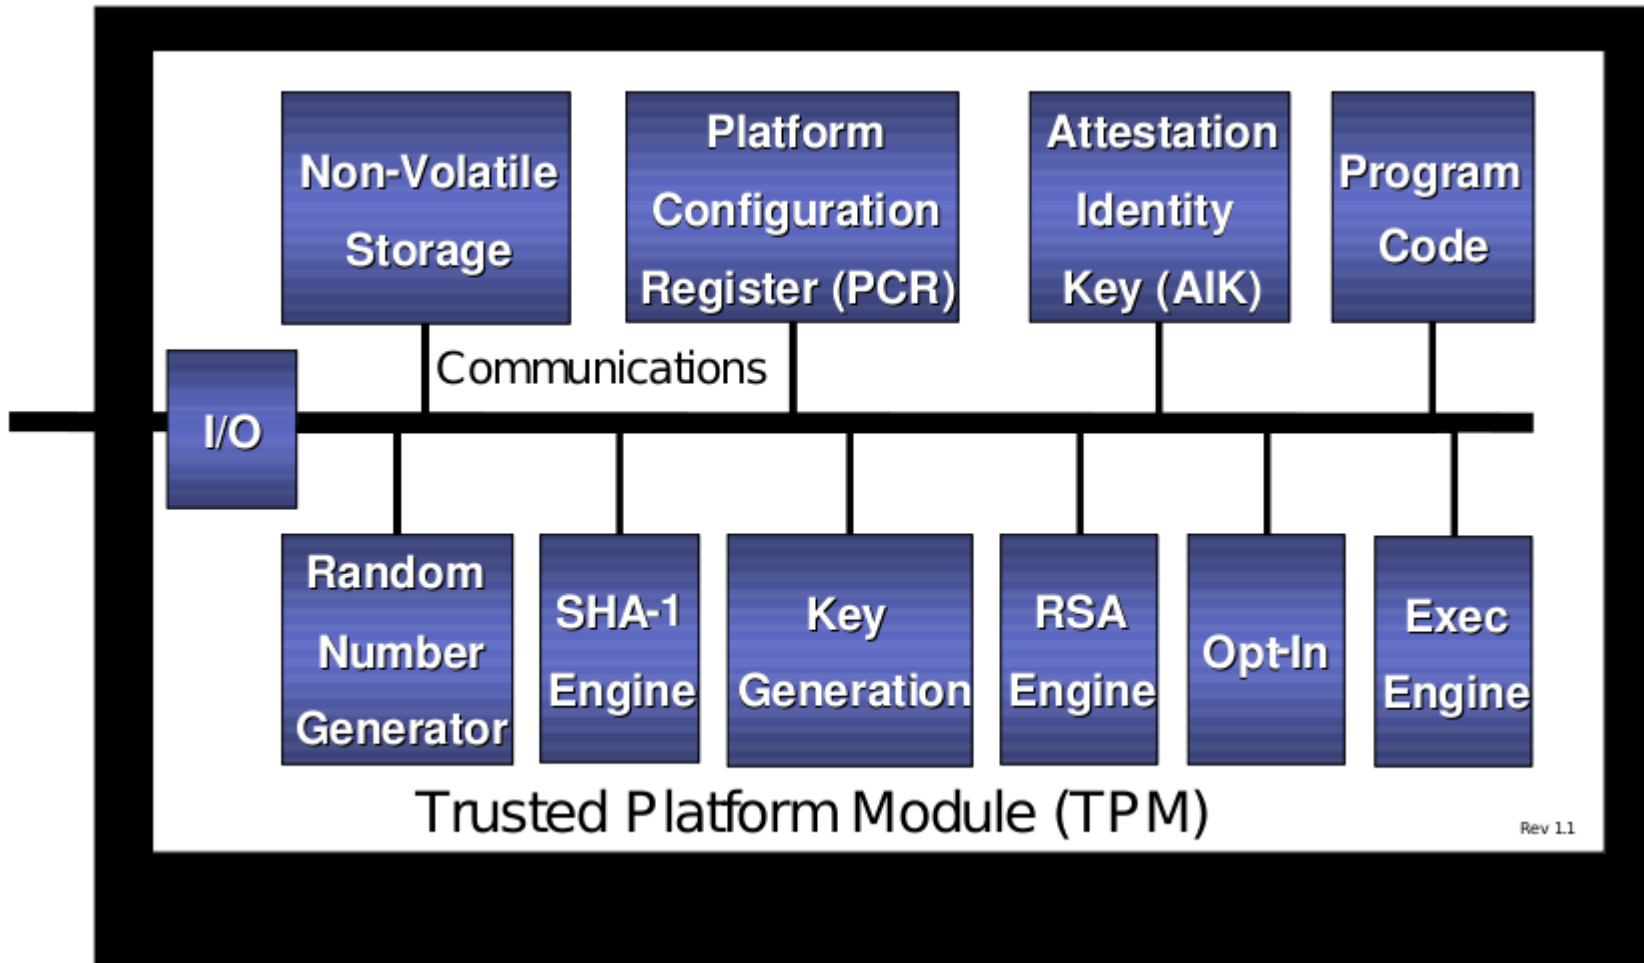 Non-Volatile
Storage
Platform
Configuration
Register (PCR)
Attestation
Identity
Key (AIK)
Program
Code
Communications
I/O
Random
Number
Generator
SHA-1
Engine
Key
Generation
RSA
Engine
Opt-In
Exec
Engine
Trusted Platform Module (TPM)
Rev 1.1